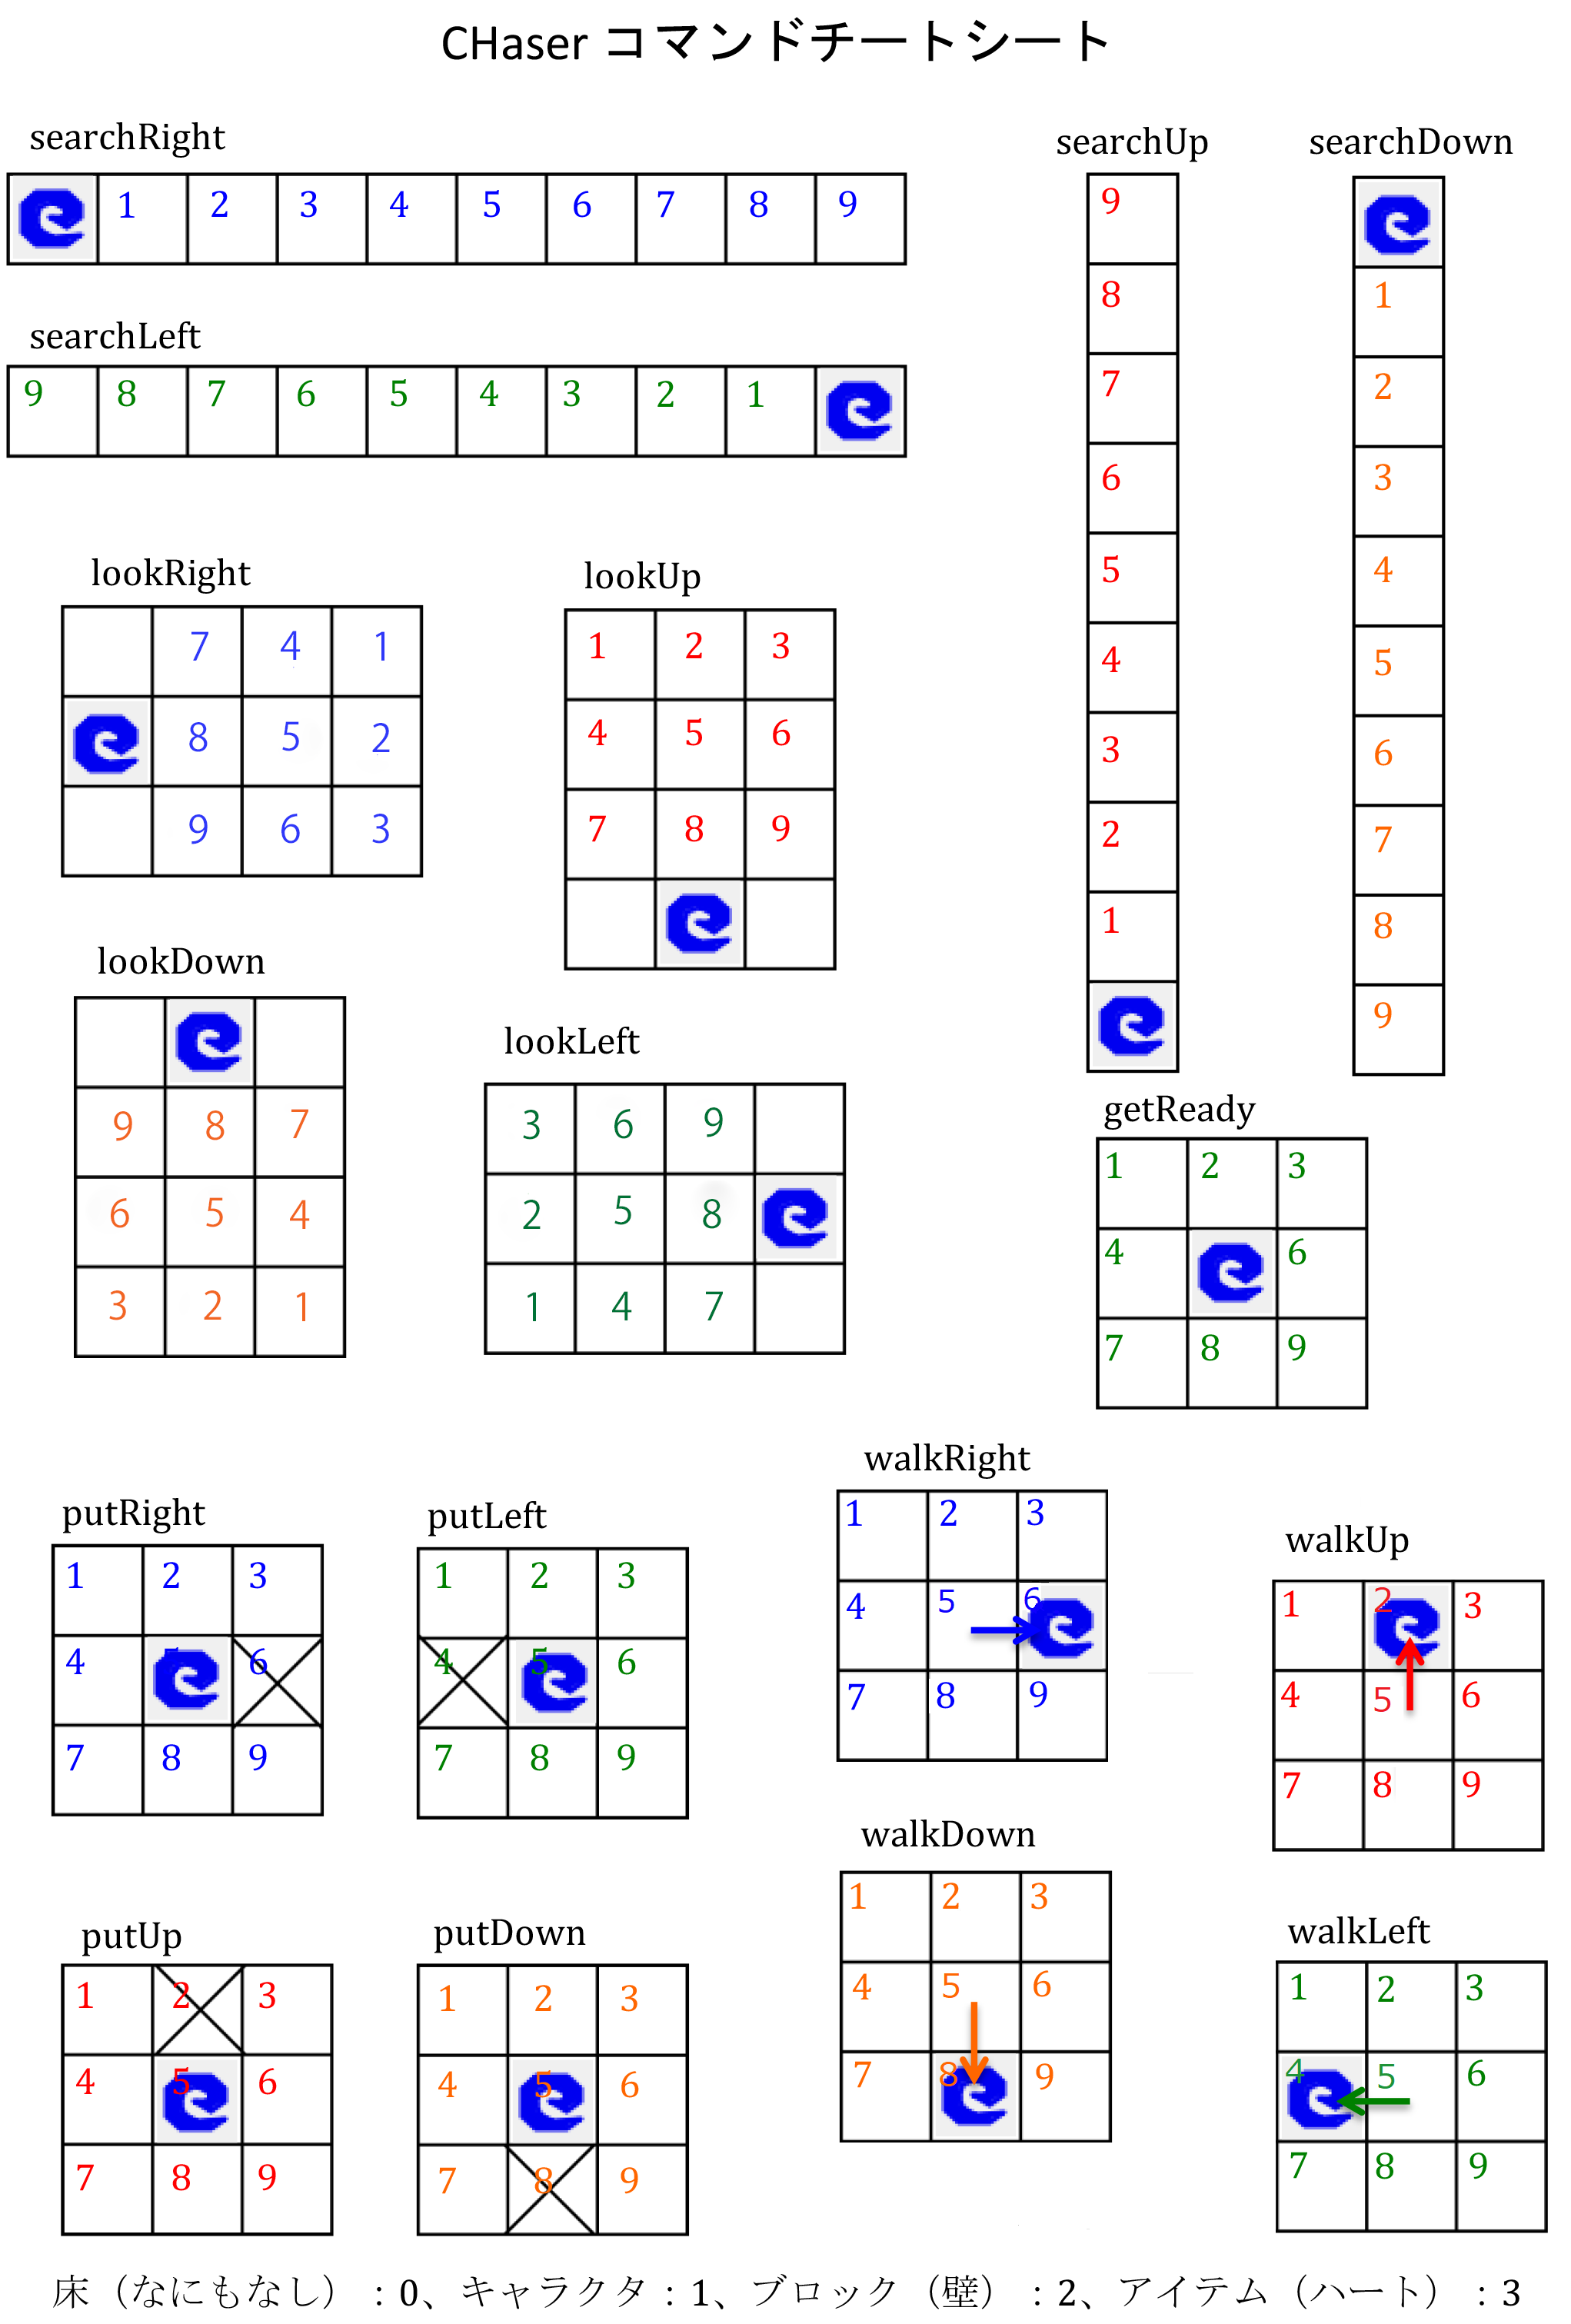 CHaser コマンドチートシート
searchRight
1 2 3 4 5 6 7 8 9
searchLeft
9 8 7 6 5 4 3 2 1
searchUp
9
8
7
6
5
4
3
2
1
searchDown
1
2
3
4
5
6
7
8
9
lookRight
7 4 1
8 5 2
9 6 3
lookUp
1 2 3
4 5 6
7 8 9
lookDown
9 8 7
6 5 4
3 2 1
lookLeft
3 6 9
2 5 8
1 4 7
getReady
1 2 3
4 6
7 8 9
putRight
1 2 3
4 5 6
7 8 9
putLeft
1 2 3
4 5 6
7 8 9
walkRight
1 2 3
4 5 6
7 8 9
walkUp
1 2 3
4 5 6
7 8 9
putUp
1 2 3
4 5 6
7 8 9
putDown
1 2 3
4 5 6
7 8 9
walkDown
1 2 3
4 5 6
7 8 9
walkLeft
1 2 3
4 5 6
7 8 9
床（なにもなし）：0、キャラクタ：1、ブロック（壁）：2、アイテム（ハート）：3